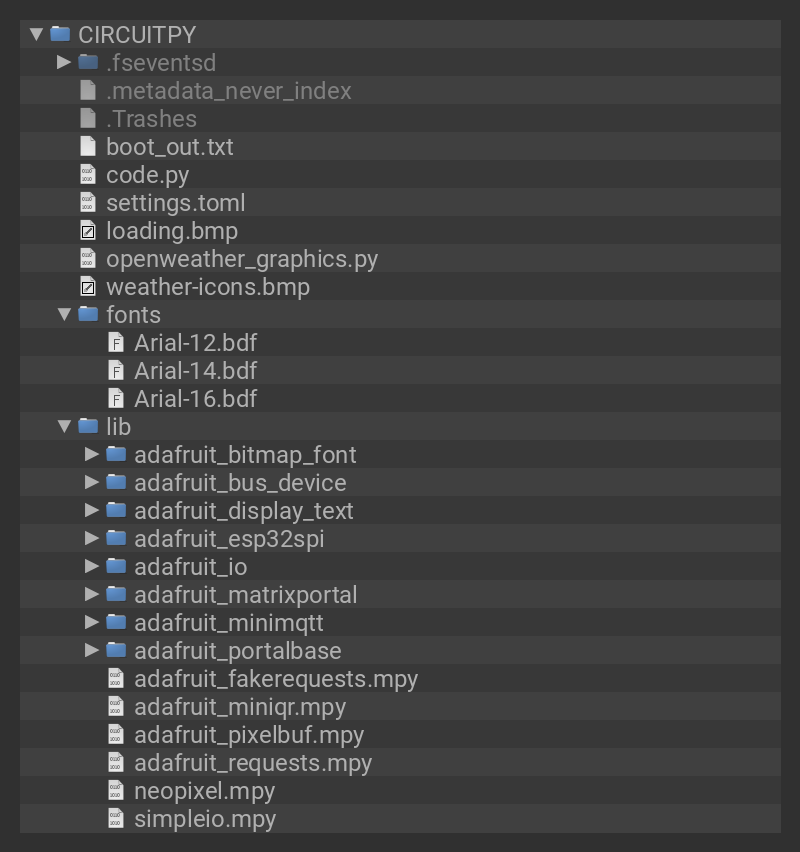 CIRCUITPY
.fseventsd
.metadata_never_index
.Trashes
boot_out.txt
code.py
settings.toml
loading.bmp
openweather_graphics.py
weather-icons.bmp
fonts
Arial-12.bdf
Arial-14.bdf
Arial-16.bdf
lib
adafruit_bitmap_font
adafruit_bus_device
adafruit_display_text
adafruit_esp32spi
adafruit_io
adafruit_matrixportal
adafruit_minimqtt
adafruit_portalbase
adafruit_fakerequests.mpy
adafruit_miniqr.mpy
adafruit_pixelbuf.mpy
adafruit_requests.mpy
neopixel.mpy
simpleio.mpy